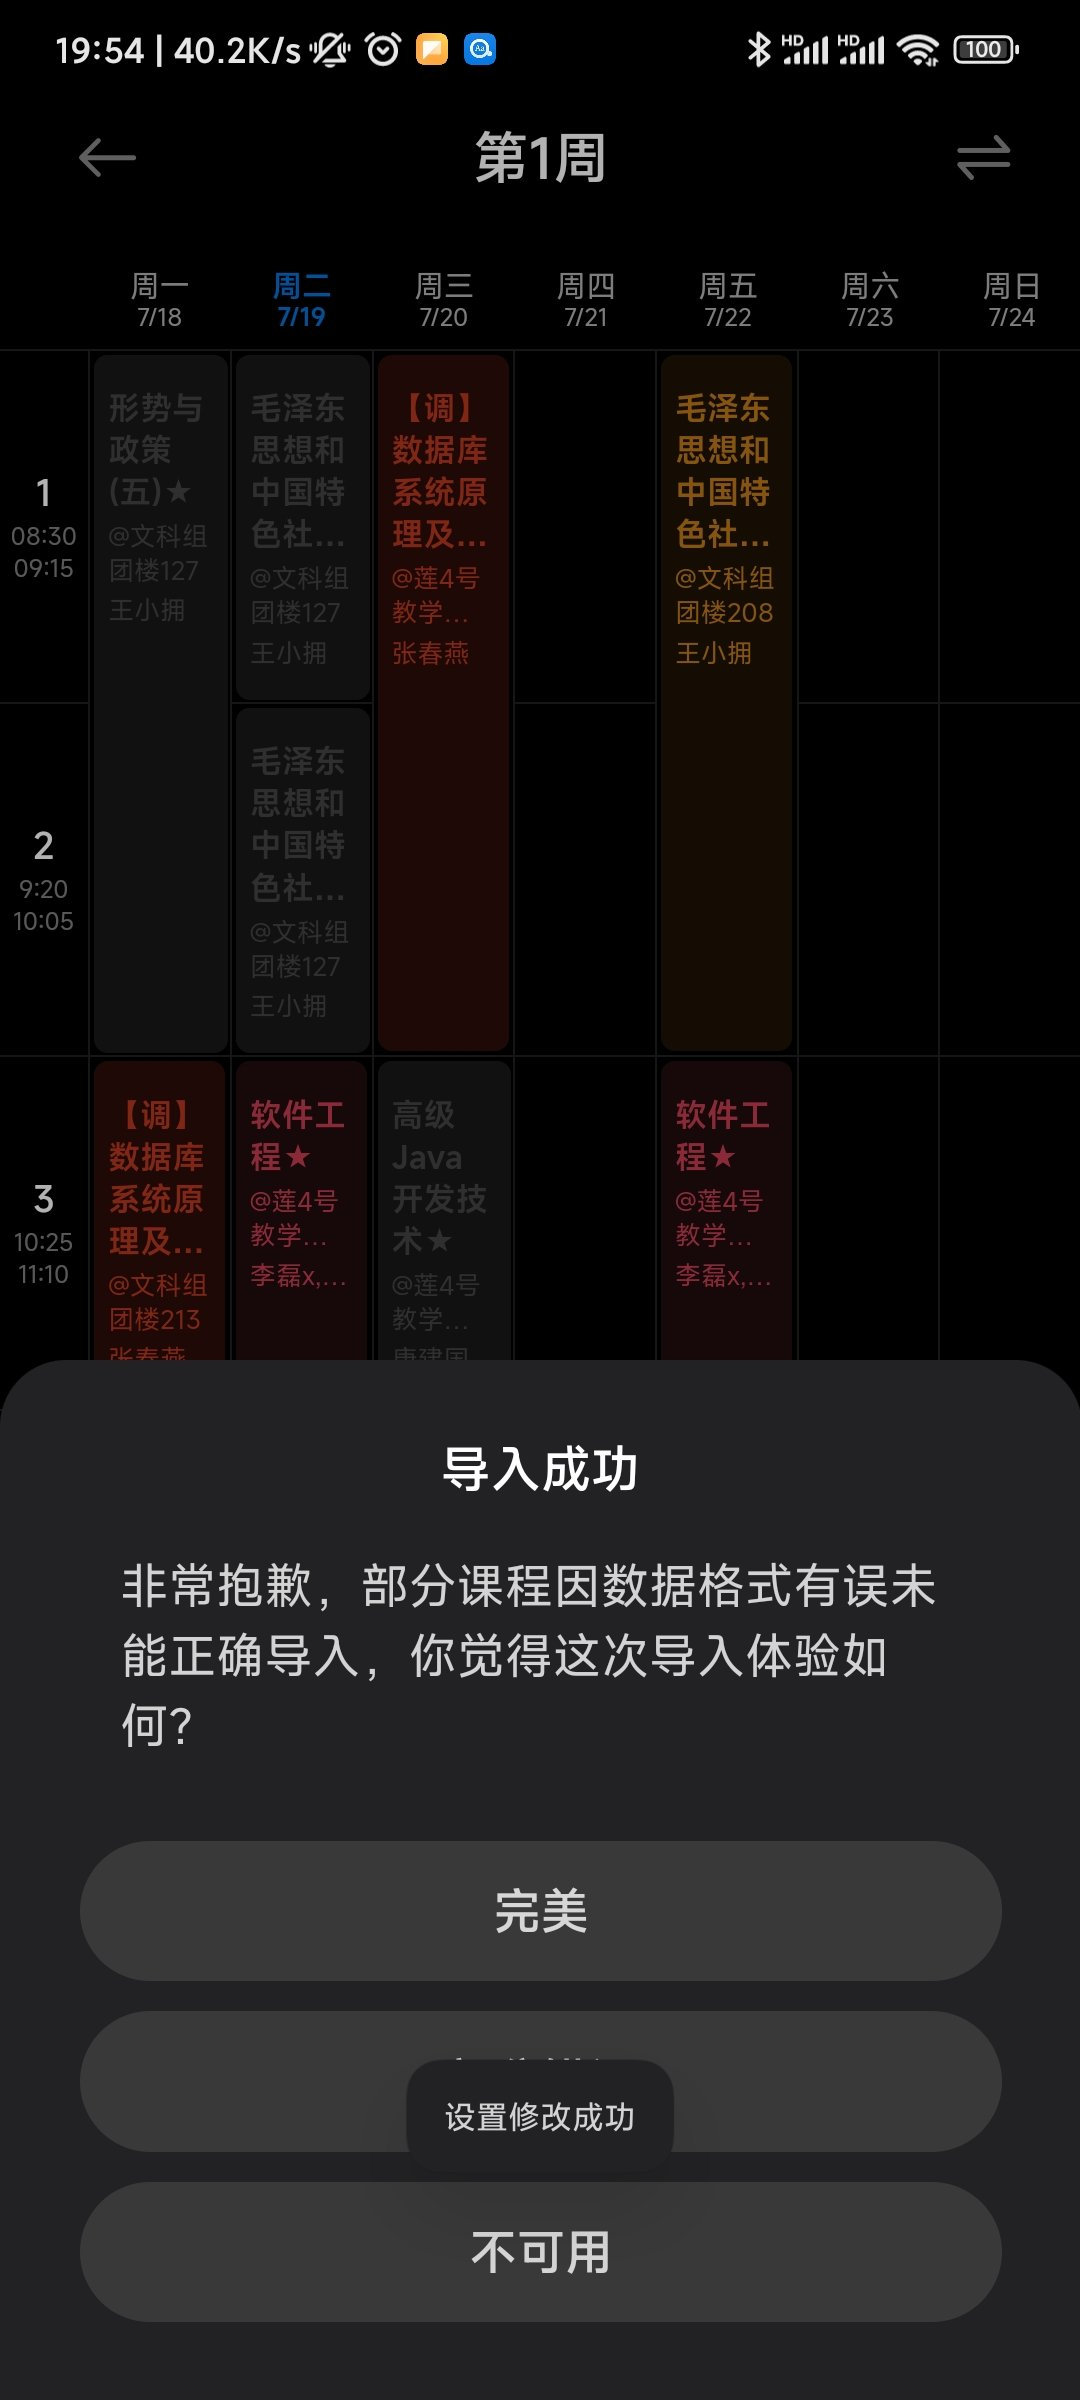 19:54 | 40.2K/s
HD HD 100
第1周
周一 周二 周三 周四 周五 周六 周日
7/18 7/19 7/20 7/21 7/22 7/23 7/24
1
08:30
09:15
形势与
政策
(五)★
@文科组
团楼127
王小拥
毛泽东
思想和
中国特
色社...
@文科组
团楼127
王小拥
【调】
数据库
系统原
理及...
@莲4号
教学...
张春燕
毛泽东
思想和
中国特
色社...
@文科组
团楼208
王小拥
2
9:20
10:05
毛泽东
思想和
中国特
色社...
@文科组
团楼127
王小拥
3
10:25
11:10
【调】
数据库
系统原
理及...
@文科组
团楼213
张春燕
软件工
程★
@莲4号
教学...
李磊x,...
高级
Java
开发技
术★
@莲4号
教学...
软件工
程★
@莲4号
教学...
李磊x,...
导入成功
非常抱歉，部分课程因数据格式有误未
能正确导入，你觉得这次导入体验如
何？
完美
设置修改成功
不可用